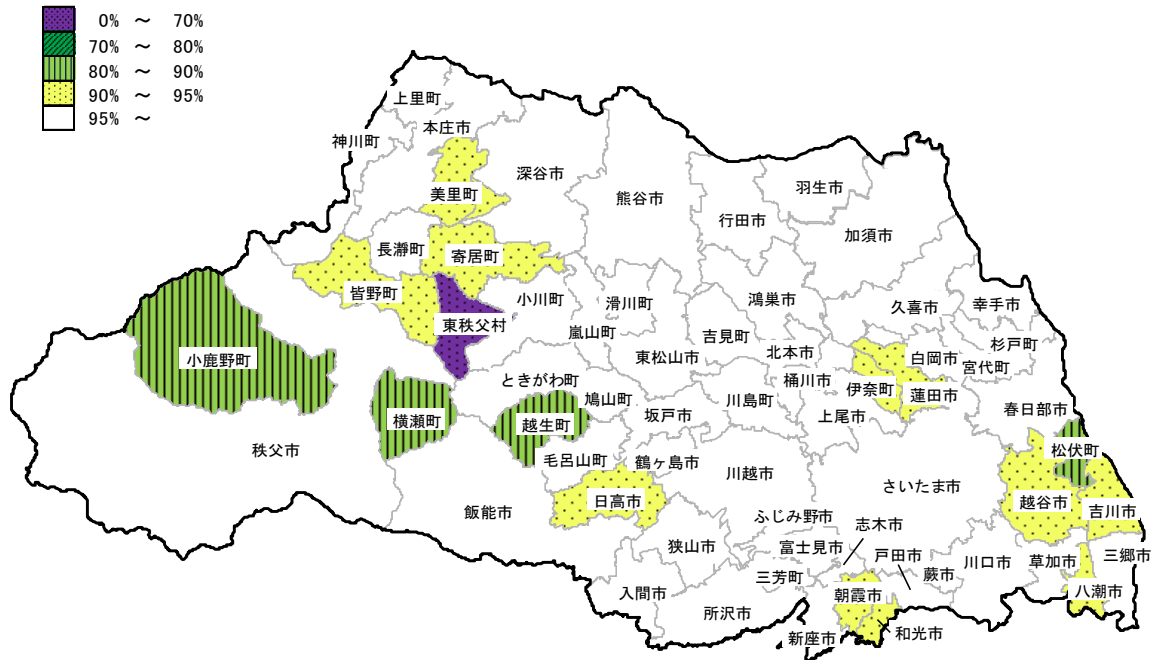 0% ～ 70%
70% ～ 80%
80% ～ 90%
90% ～ 95%
95% ～
上里町
本庄市
神川町
深谷市
羽生市
美里町
熊谷市
行田市
加須市
長瀞町
寄居町
皆野町
小川町
滑川町
鴻巣市
久喜市
幸手市
東秩父村
嵐山町
吉見町
杉戸町
小鹿野町
東松山市
北本市
白岡市
宮代町
ときがわ町
桶川市
伊奈町
蓮田市
鳩山町
川島町
春日部市
横瀬町
越生町
坂戸市
上尾市
秩父市
松伏町
毛呂山町
鶴ヶ島市
川越市
さいたま市
日高市
越谷市
吉川市
飯能市
ふじみ野市
志木市
狭山市
富士見市
戸田市
三郷市
川口市
草加市
三芳町
蕨市
入間市
朝霞市
八潮市
所沢市
新座市
和光市